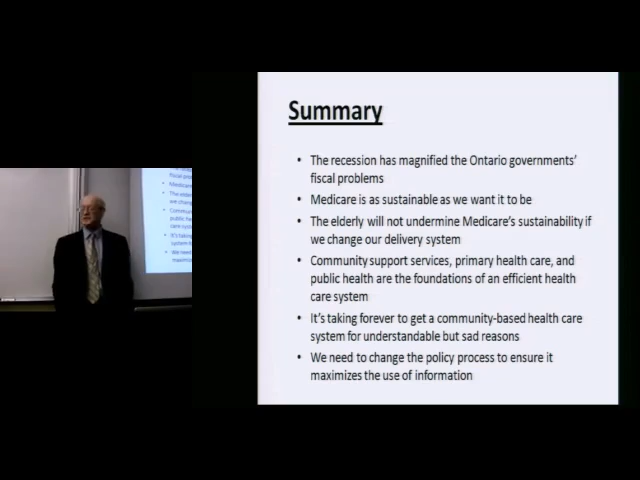 Summary
• The recession has magnified the Ontario governments'
fiscal problems
• Medicare is as sustainable as we want it to be
• The elderly will not undermine Medicare's sustainability if
we change our delivery system
• Community support services, primary health care, and
public health are the foundations of an efficient health
care system
• It's taking forever to get a community-based health care
system for understandable but sad reasons
• We need to change the policy process to ensure it
maximizes the use of information